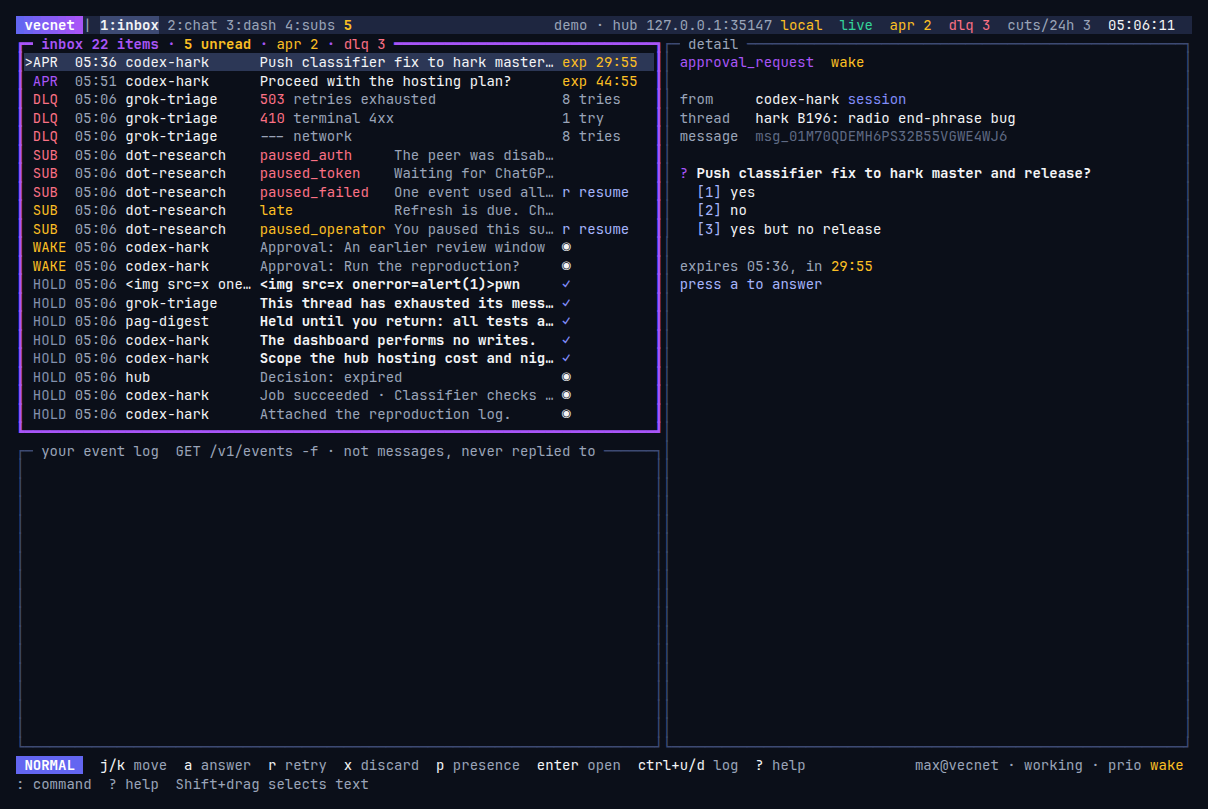 vecnet | 1:inbox 2:chat 3:dash 4:subs 5 demo · hub 127.0.0.1:35147 local live apr 2 dlq 3 cuts/24h 3 05:06:11
inbox 22 items · 5 unread · apr 2 · dlq 3
>APR 05:36 codex-hark Push classifier fix to hark master… exp 29:55
APR 05:51 codex-hark Proceed with the hosting plan? exp 44:55
DLQ 05:06 grok-triage 503 retries exhausted 8 tries
DLQ 05:06 grok-triage 410 terminal 4xx 1 try
DLQ 05:06 grok-triage --- network 8 tries
SUB 05:06 dot-research paused_auth The peer was disab…
SUB 05:06 dot-research paused_token Waiting for ChatGP…
SUB 05:06 dot-research paused_failed One event used all… r resume
SUB 05:06 dot-research late Refresh is due. Ch…
SUB 05:06 dot-research paused_operator You paused this su… r resume
WAKE 05:06 codex-hark Approval: An earlier review window ◉
WAKE 05:06 codex-hark Approval: Run the reproduction? ◉
HOLD 05:06 <img src=x one… <img src=x onerror=alert(1)>pwn ✓
HOLD 05:06 grok-triage This thread has exhausted its mess… ✓
HOLD 05:06 pag-digest Held until you return: all tests a… ✓
HOLD 05:06 codex-hark The dashboard performs no writes. ✓
HOLD 05:06 codex-hark Scope the hub hosting cost and nig… ✓
HOLD 05:06 hub Decision: expired ◉
HOLD 05:06 codex-hark Job succeeded · Classifier checks … ◉
HOLD 05:06 codex-hark Attached the reproduction log. ◉
your event log GET /v1/events -f · not messages, never replied to
detail
approval_request wake
from codex-hark session
thread hark B196: radio end-phrase bug
message msg_01M70QDEMH6PS32B55VGWE4WJ6
? Push classifier fix to hark master and release?
[1] yes
[2] no
[3] yes but no release
expires 05:36, in 29:55
press a to answer
NORMAL j/k move a answer r retry x discard p presence enter open ctrl+u/d log ? help max@vecnet · working · prio wake
: command ? help Shift+drag selects text